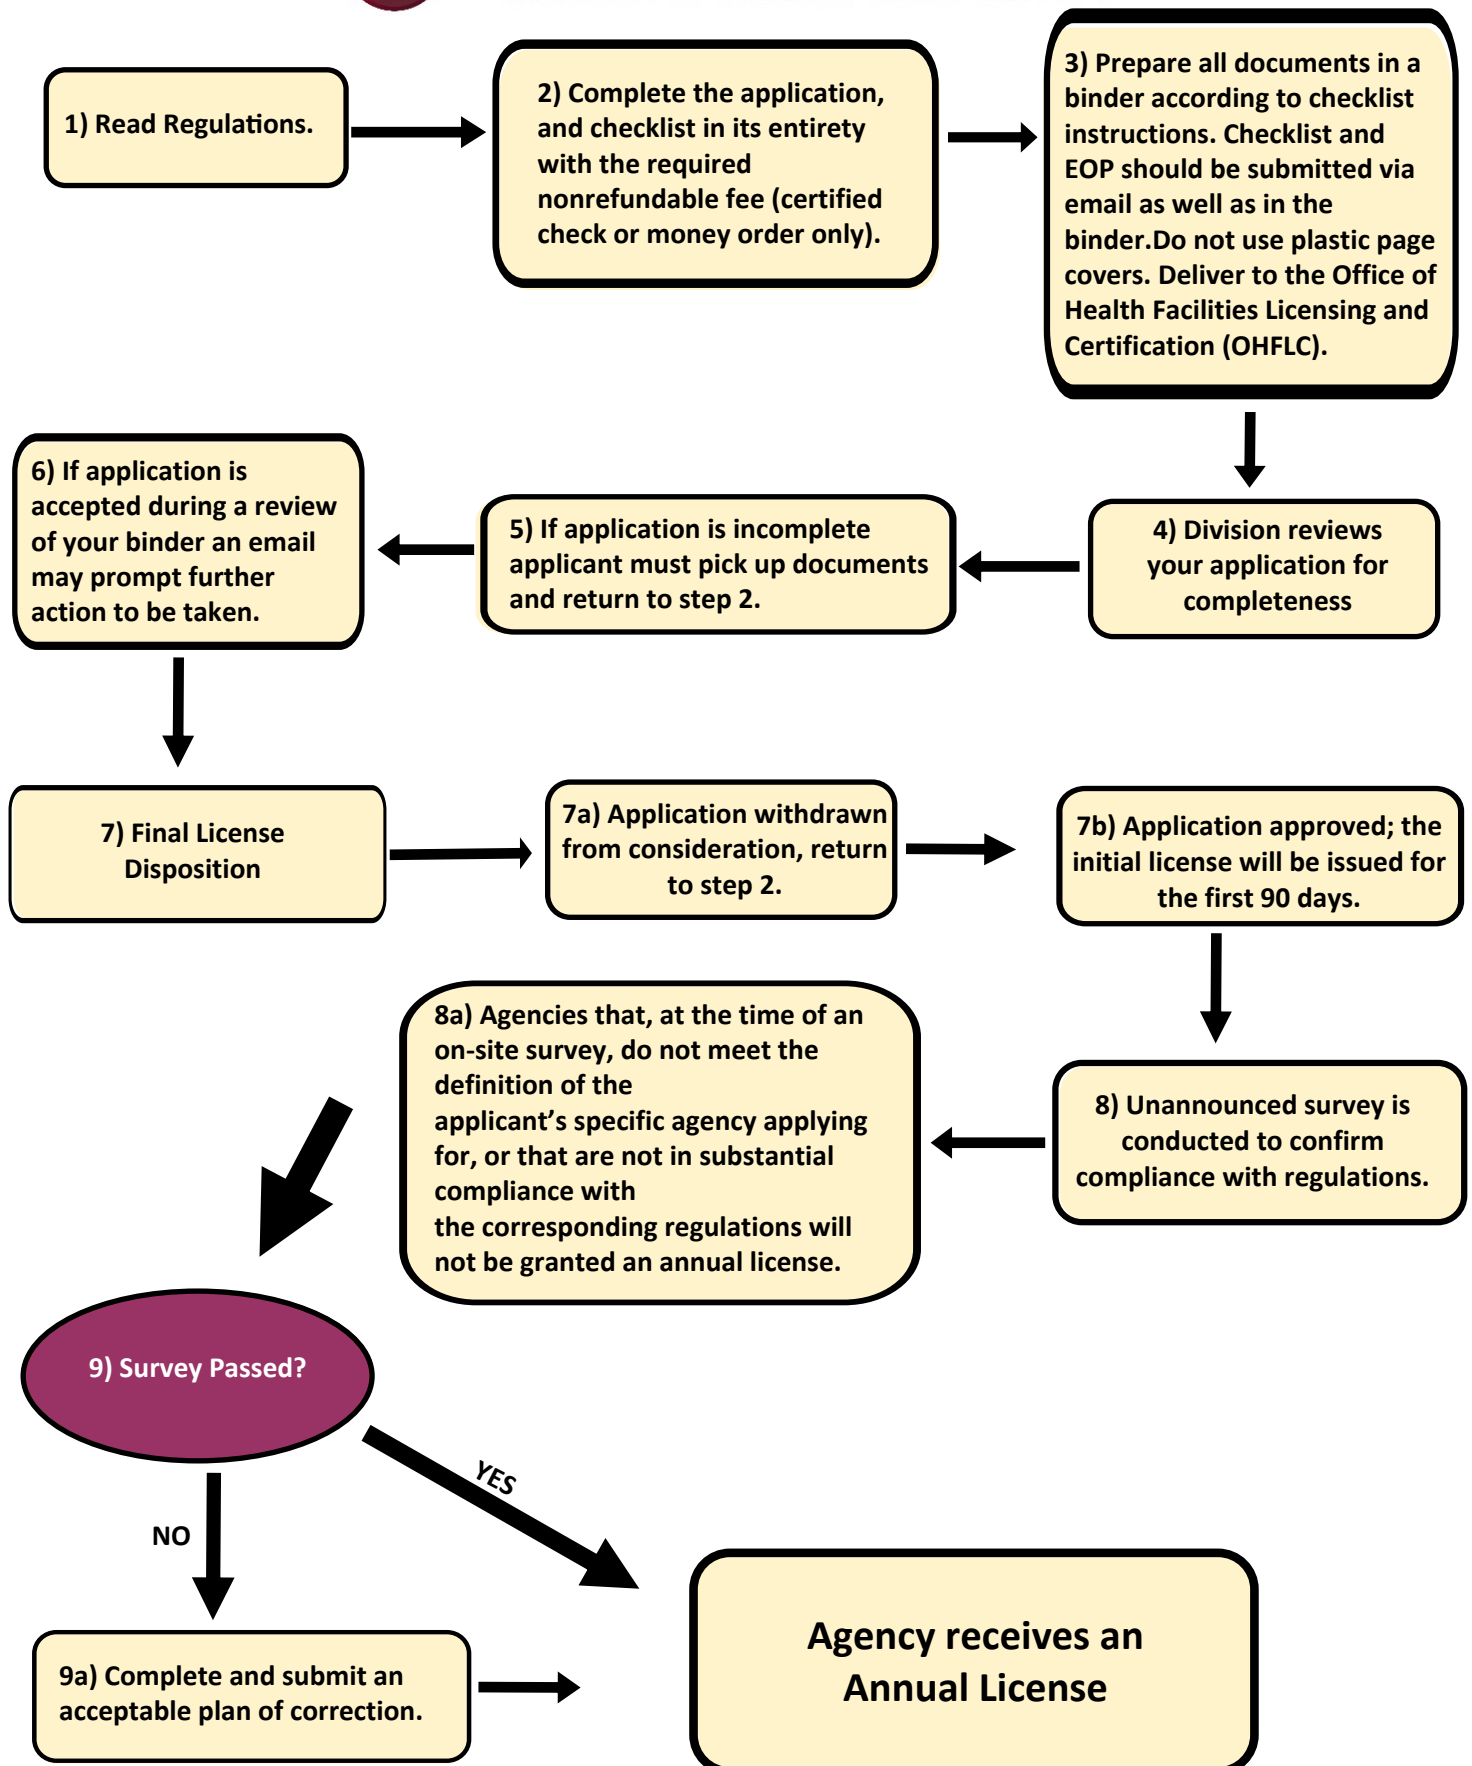 1) Read Regulations.
2) Complete the application,
and checklist in its entirety
with the required
nonrefundable fee (certified
check or money order only).
3) Prepare all documents in a
binder according to checklist
instructions. Checklist and
EOP should be submitted via
email as well as in the
binder.Do not use plastic page
covers. Deliver to the Office of
Health Facilities Licensing and
Certification (OHFLC).
4) Division reviews
your application for
completeness
5) If application is incomplete
applicant must pick up documents
and return to step 2.
6) If application is
accepted during a review
of your binder an email
may prompt further
action to be taken.
7) Final License
Disposition
7a) Application withdrawn
from consideration, return
to step 2.
7b) Application approved; the
initial license will be issued for
the first 90 days.
8) Unannounced survey is
conducted to confirm
compliance with regulations.
8a) Agencies that, at the time of an
on-site survey, do not meet the
definition of the
applicant’s specific agency applying
for, or that are not in substantial
compliance with
the corresponding regulations will
not be granted an annual license.
9) Survey Passed?
YES
NO
9a) Complete and submit an
acceptable plan of correction.
Agency receives an
Annual License